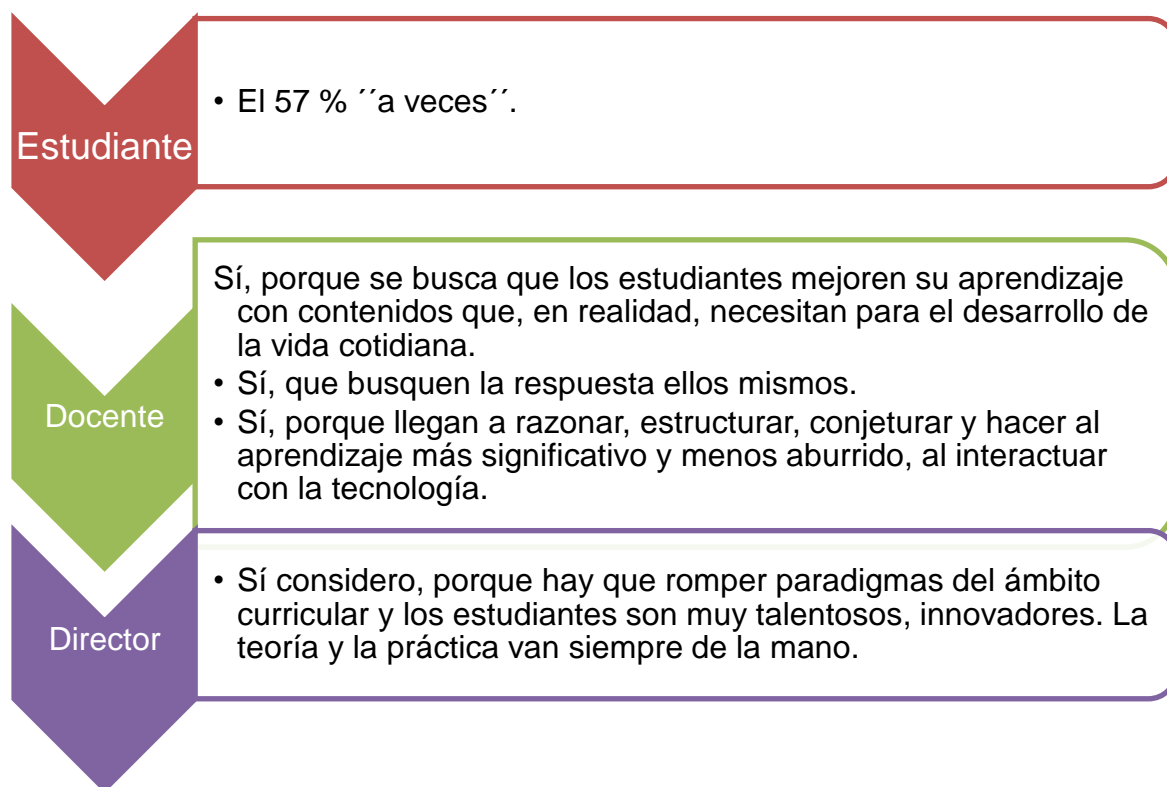 Estudiante
• El 57 % ´´a veces´´.
Docente
Sí, porque se busca que los estudiantes mejoren su aprendizaje
con contenidos que, en realidad, necesitan para el desarrollo de
la vida cotidiana.
• Sí, que busquen la respuesta ellos mismos.
• Sí, porque llegan a razonar, estructurar, conjeturar y hacer al
aprendizaje más significativo y menos aburrido, al interactuar
con la tecnología.
Director
• Sí considero, porque hay que romper paradigmas del ámbito
curricular y los estudiantes son muy talentosos, innovadores. La
teoría y la práctica van siempre de la mano.